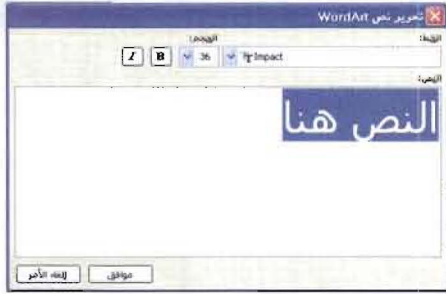 تحرير نص WordArt
الخط: الحجم:
Impact 36 B I
النص:
النص هنا
موافق إلغاء الأمر